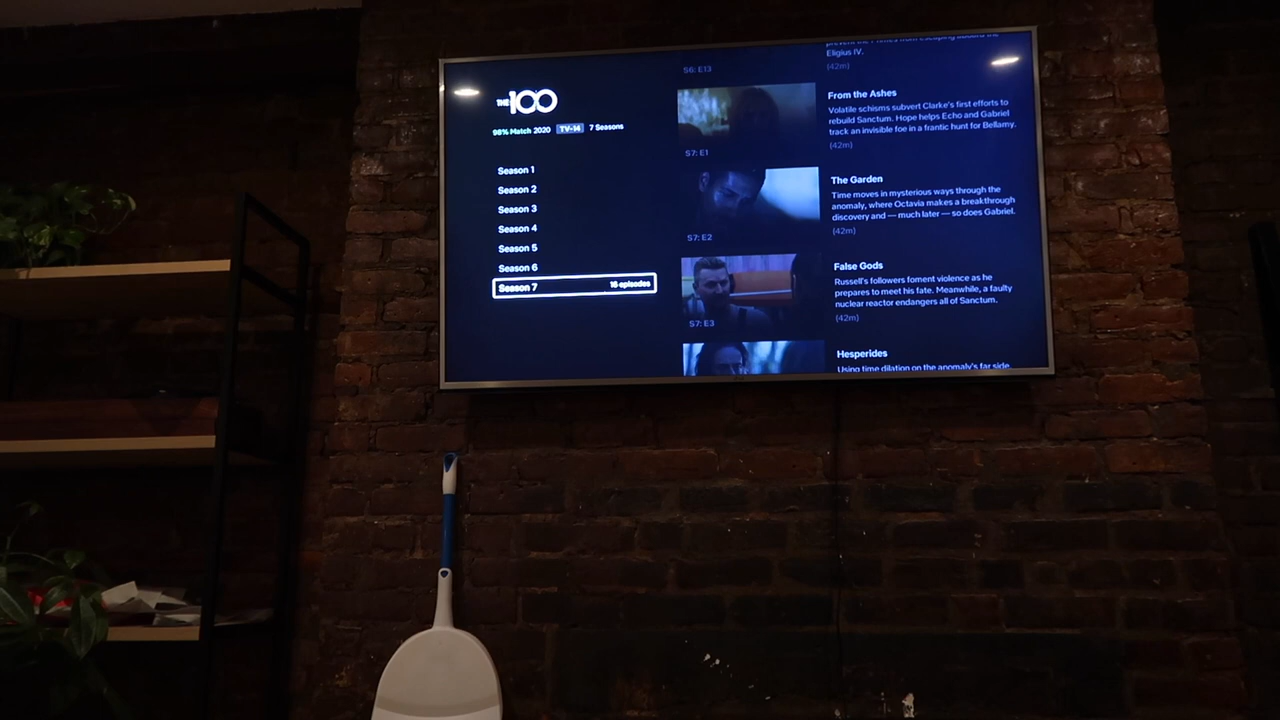 THE 100
98% Match 2020 TV-14 7 Seasons
Season 1
Season 2
Season 3
Season 4
Season 5
Season 6
Season 7 16 episodes
Eligius IV.
(42m)
S6: E13
From the Ashes
Volatile schisms subvert Clarke's first efforts to
rebuild Sanctum. Hope helps Echo and Gabriel
track an invisible foe in a frantic hunt for Bellamy.
(42m)
S7: E1
The Garden
Time moves in mysterious ways through the
anomaly, where Octavia makes a breakthrough
discovery and — much later — so does Gabriel.
(42m)
S7: E2
False Gods
Russell's followers foment violence as he
prepares to meet his fate. Meanwhile, a faulty
nuclear reactor endangers all of Sanctum.
(42m)
S7: E3
Hesperides
Using time dilation on the anomaly's far side